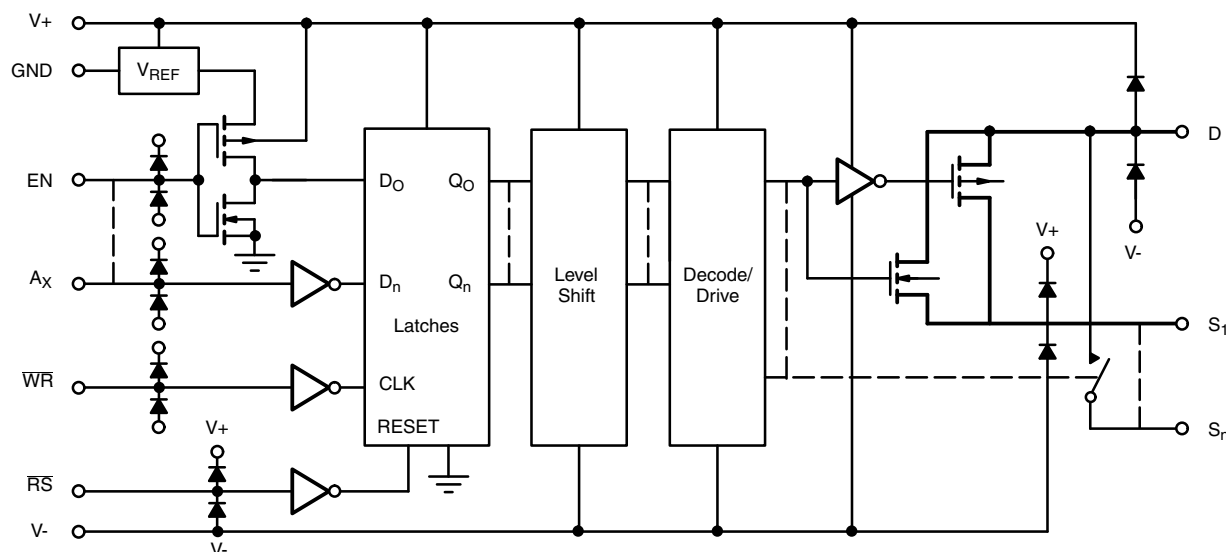 V+
GND
VREF
EN
AX
WR
RS
V-
V+
V-
DO
QO
Dn
Qn
Latches
CLK
RESET
Level
Shift
Decode/
Drive
V+
D
V-
S1
Sn